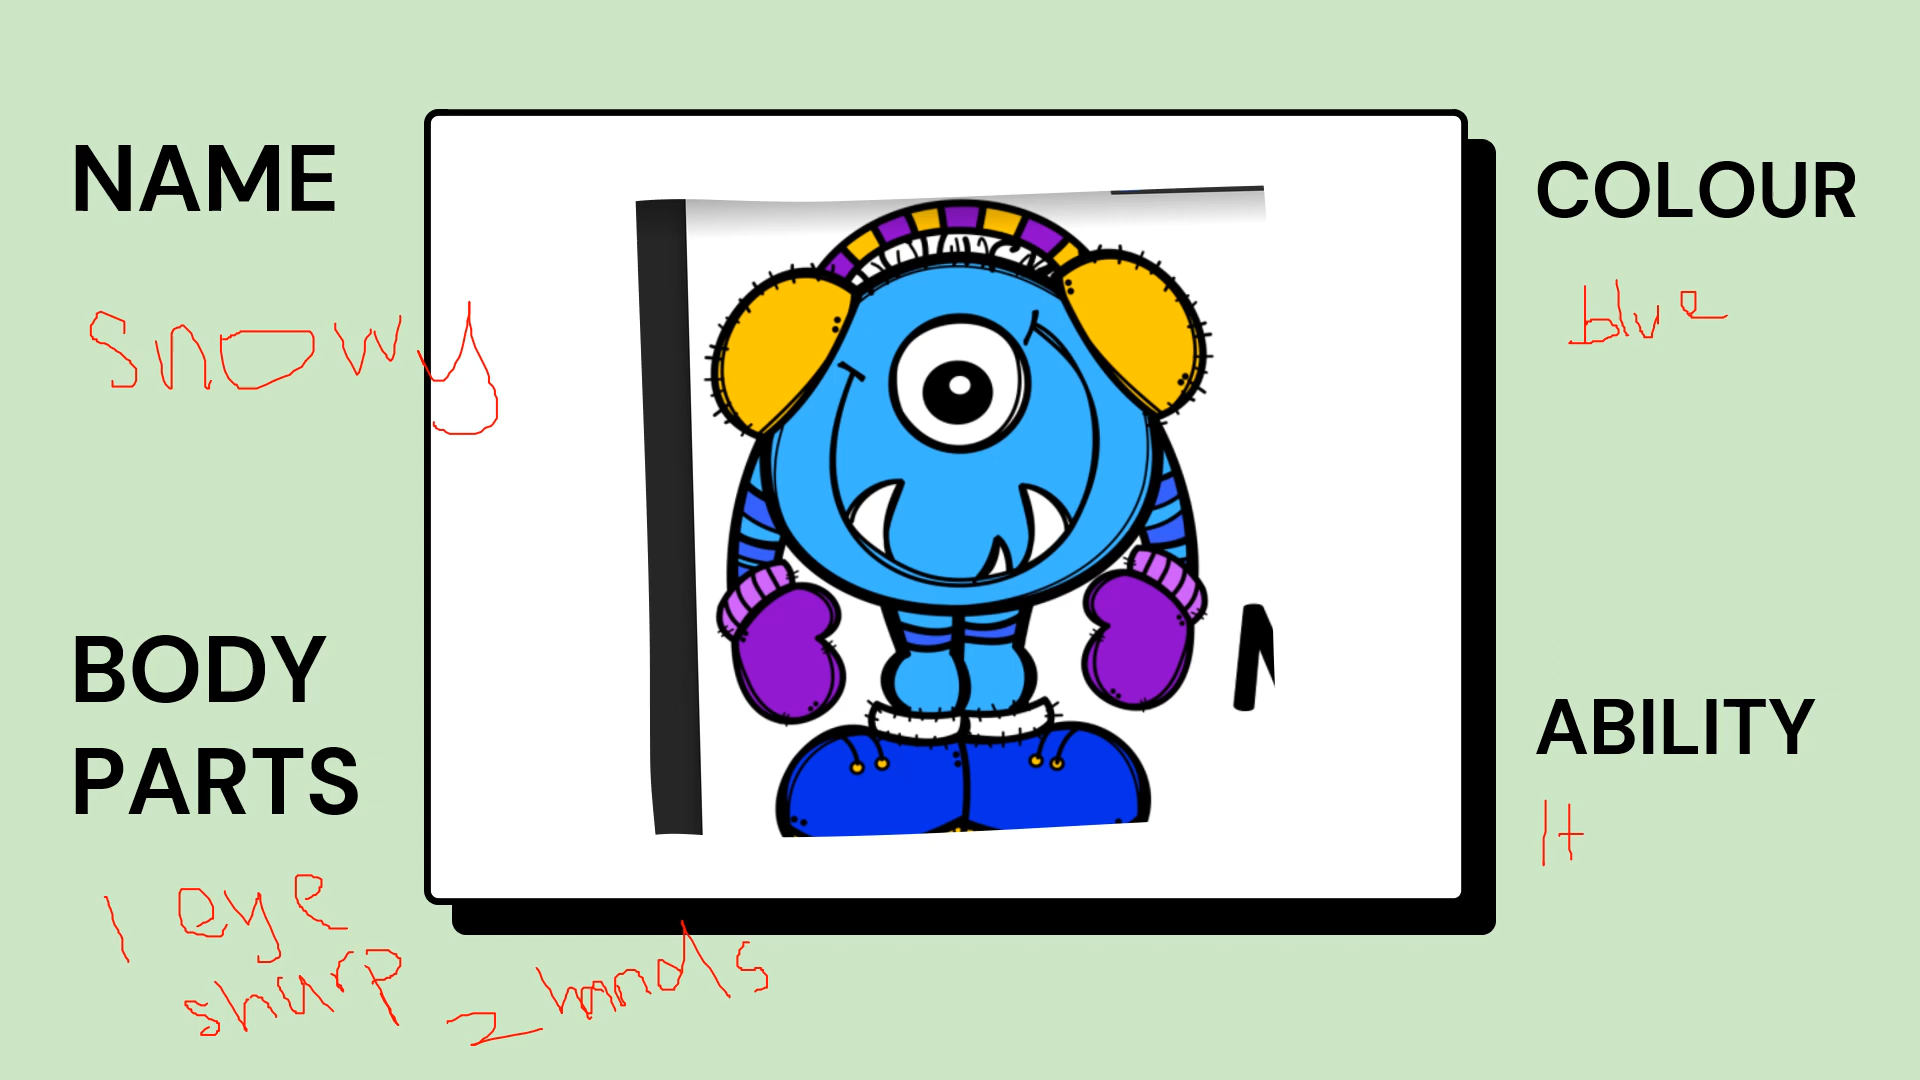 NAME
snowy
COLOUR
blue
BODY
PARTS
1 eye
sharp
2 hands
ABILITY
It